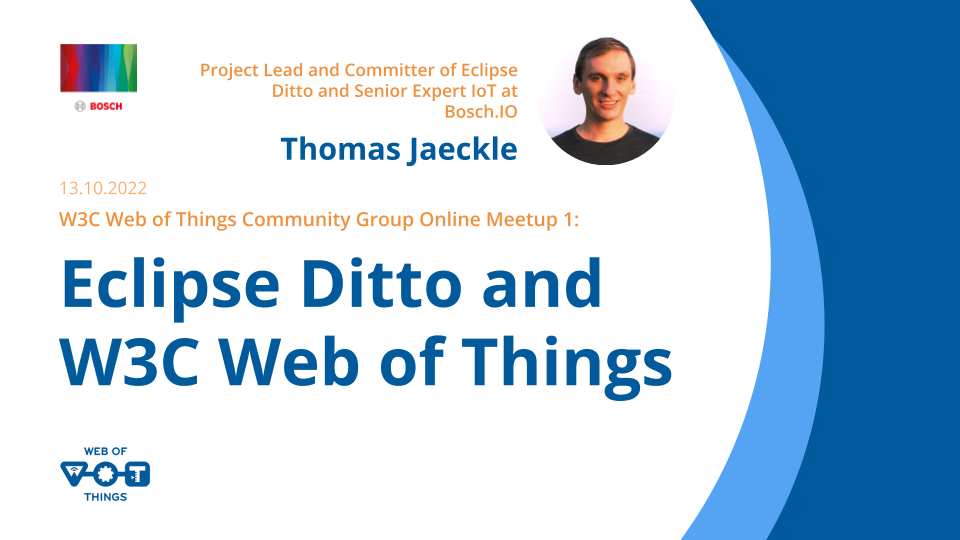 BOSCH
Project Lead and Committer of Eclipse
Ditto and Senior Expert IoT at
Bosch.IO
Thomas Jaeckle
13.10.2022
W3C Web of Things Community Group Online Meetup 1:
Eclipse Ditto and
W3C Web of Things
WEB OF
WOT
THINGS